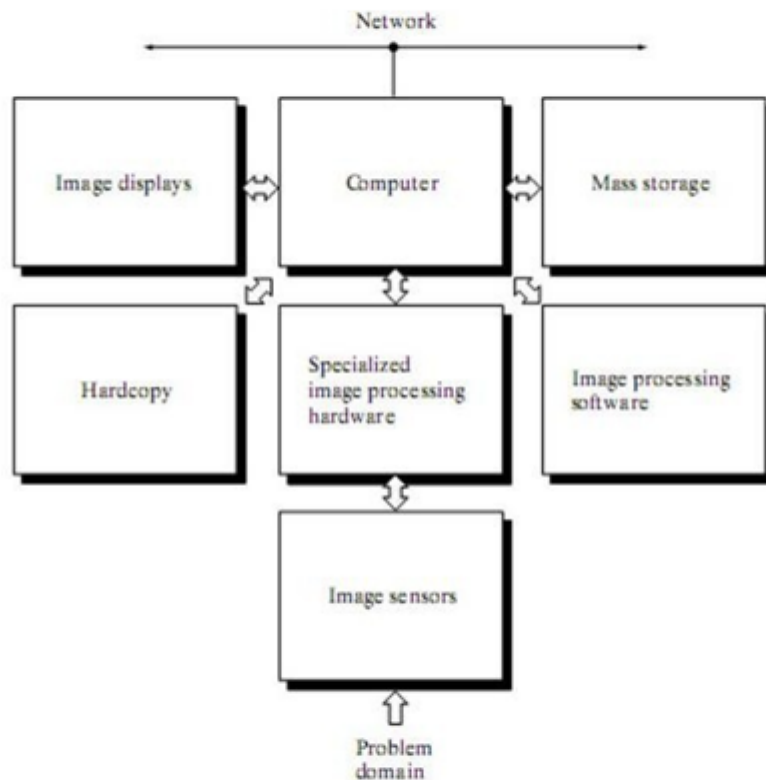 Network
Image displays
Computer
Mass storage
Hardcopy
Specialized
image processing
hardware
Image processing
software
Image sensors
Problem
domain